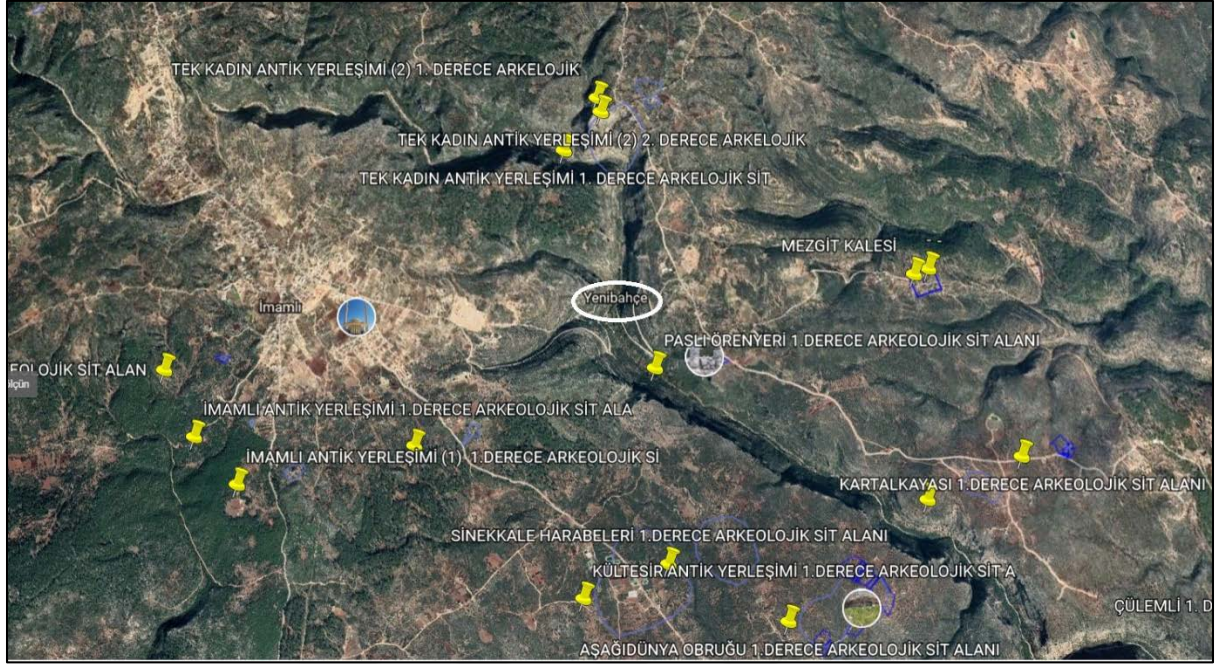 TEK KADIN ANTİK YERLEŞİMİ (2) 1. DERECE ARKELOJİK
TEK KADIN ANTİK YERLEŞİMİ (2) 2. DERECE ARKELOJİK
TEK KADIN ANTİK YERLEŞİMİ 1. DERECE ARKELOJİK SİT
MEZGİT KALESİ
Yenibahçe
İmamlı
PASLI ÖRENYERİ 1.DERECE ARKEOLOJİK SİT ALANI
EOLOJİK SİT ALAN
ölçün
İMAMLI ANTİK YERLEŞİMİ 1.DERECE ARKEOLOJİK SİT ALA
İMAMLI ANTİK YERLEŞİMİ (1) 1.DERECE ARKEOLOJİK Sİ
KARTALKAYASI 1.DERECE ARKEOLOJİK SİT ALANI
SİNEKKALE HARABELERİ 1.DERECE ARKEOLOJİK SİT ALANI
KÜLTESİR ANTİK YERLEŞİMİ 1.DERECE ARKEOLOJİK SİT A
ÇÜLEMLİ 1. D
AŞAĞIDÜNYA OBRUĞU 1.DERECE ARKEOLOJİK SİT ALANI